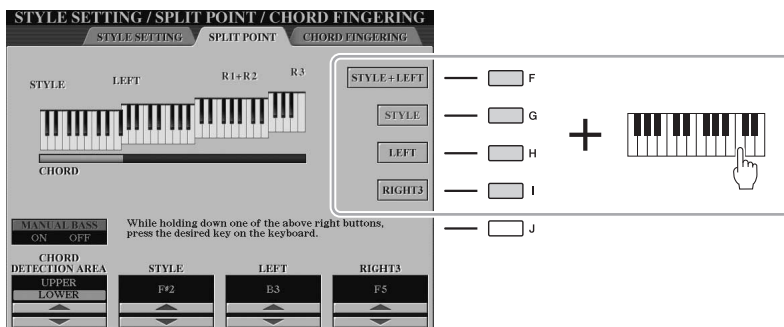 STYLE SETTING / SPLIT POINT / CHORD FINGERING
STYLE SETTING SPLIT POINT CHORD FINGERING
STYLE LEFT R1+R2 R3
CHORD
STYLE+LEFT F
STYLE G
LEFT H
RIGHT3 I
J
MANUAL BASS
ON OFF
While holding down one of the above right buttons,
press the desired key on the keyboard.
CHORD
DETECTION AREA STYLE LEFT RIGHT3
UPPER
LOWER
F#2 B3 F5